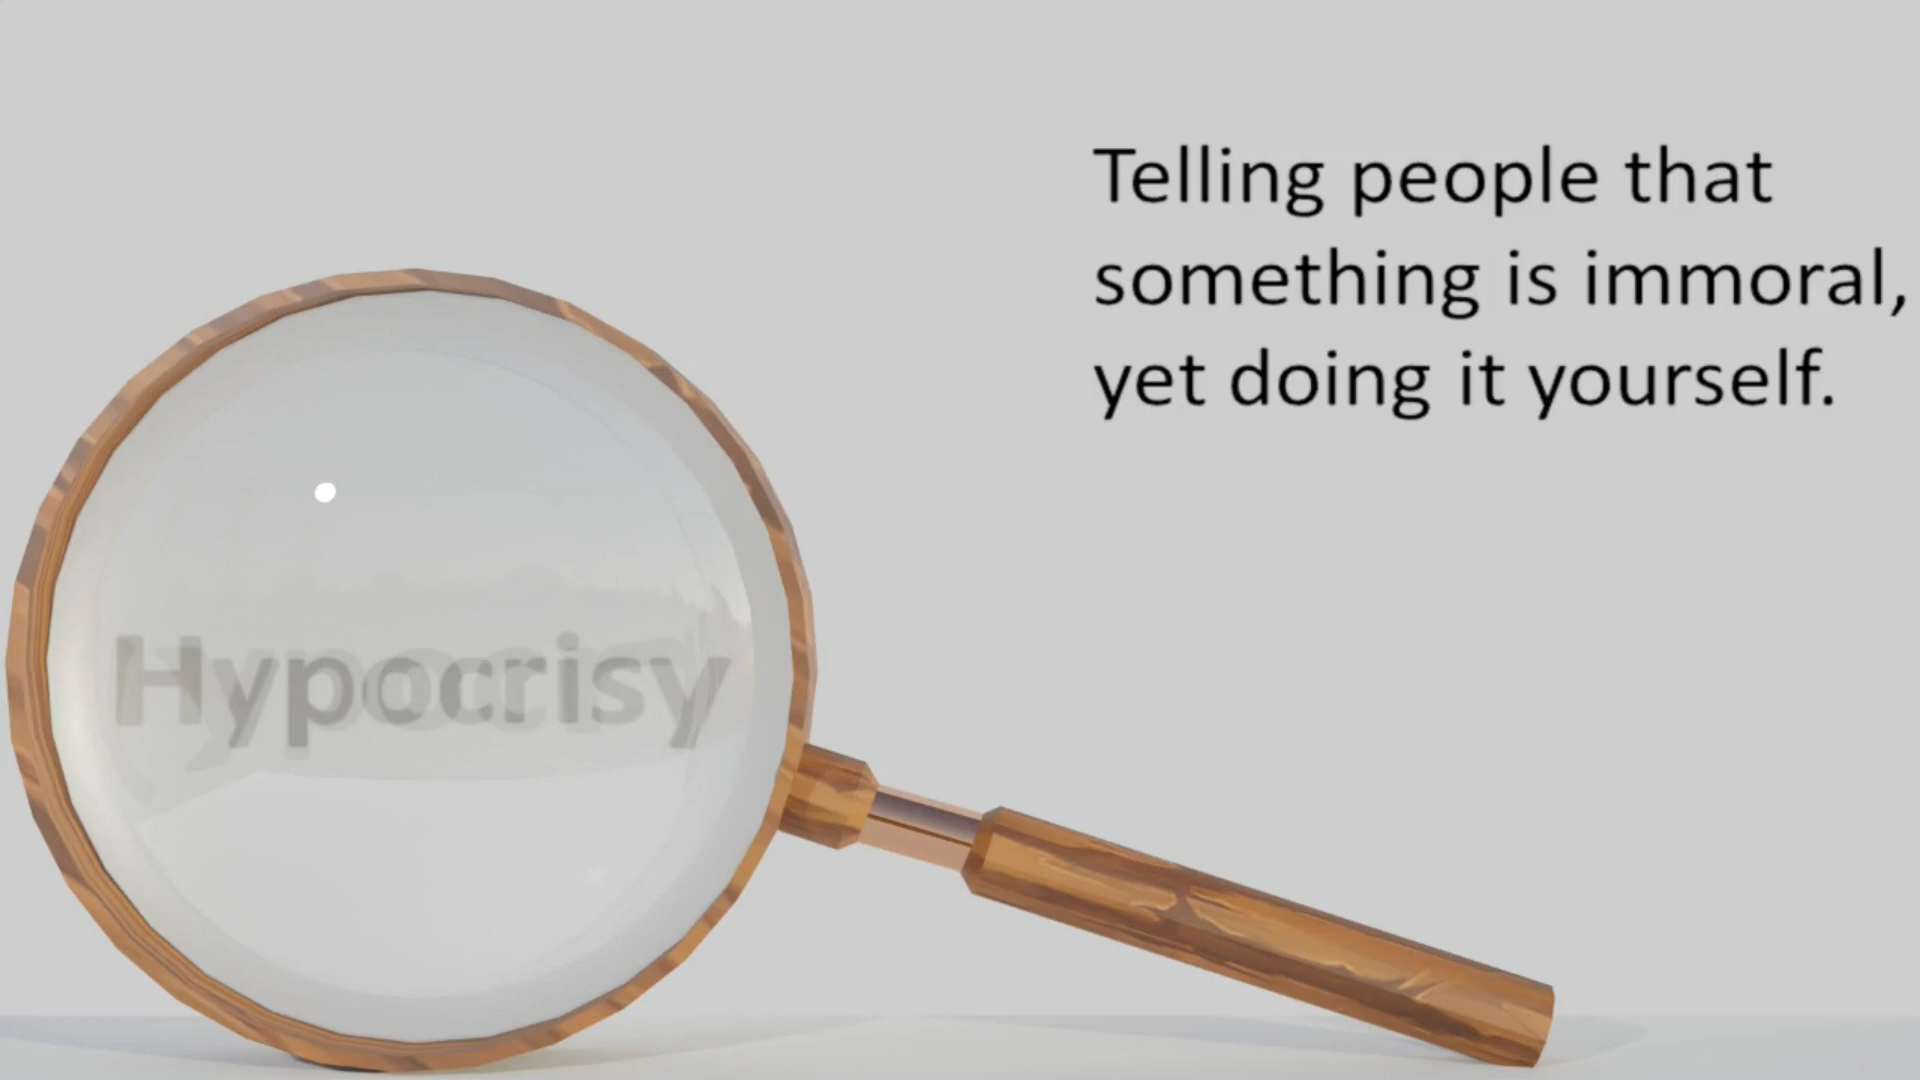 Telling people that
something is immoral,
yet doing it yourself.
Hypocrisy